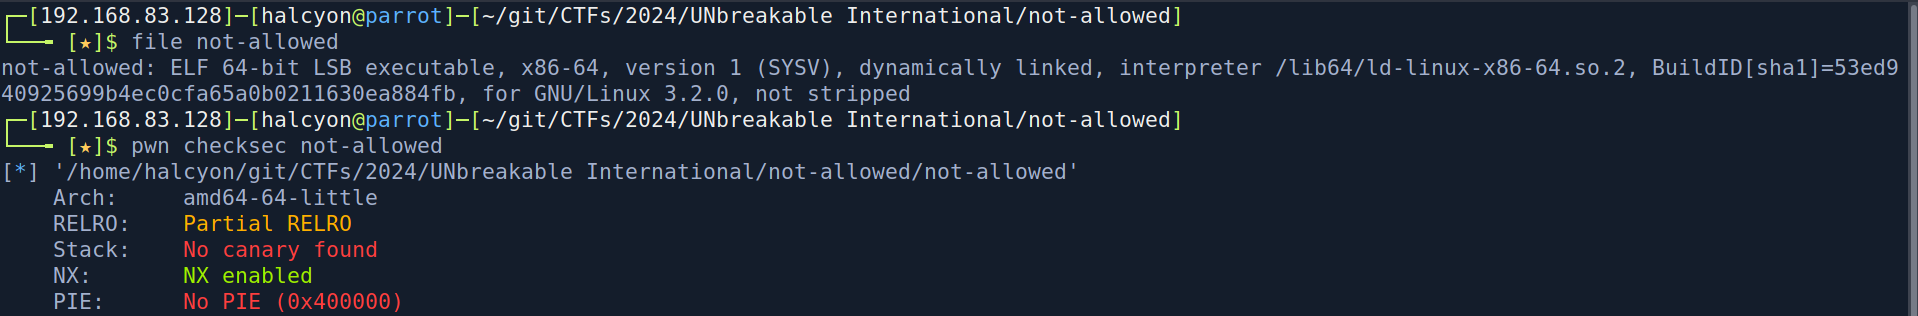 ┌─[192.168.83.128]─[halcyon@parrot]─[~/git/CTFs/2024/UNbreakable International/not-allowed]
└──╼ [★]$ file not-allowed
not-allowed: ELF 64-bit LSB executable, x86-64, version 1 (SYSV), dynamically linked, interpreter /lib64/ld-linux-x86-64.so.2, BuildID[sha1]=53ed9
40925699b4ec0cfa65a0b0211630ea884fb, for GNU/Linux 3.2.0, not stripped
┌─[192.168.83.128]─[halcyon@parrot]─[~/git/CTFs/2024/UNbreakable International/not-allowed]
└──╼ [★]$ pwn checksec not-allowed
[*] '/home/halcyon/git/CTFs/2024/UNbreakable International/not-allowed/not-allowed'
    Arch:     amd64-64-little
    RELRO:    Partial RELRO
    Stack:    No canary found
    NX:       NX enabled
    PIE:      No PIE (0x400000)